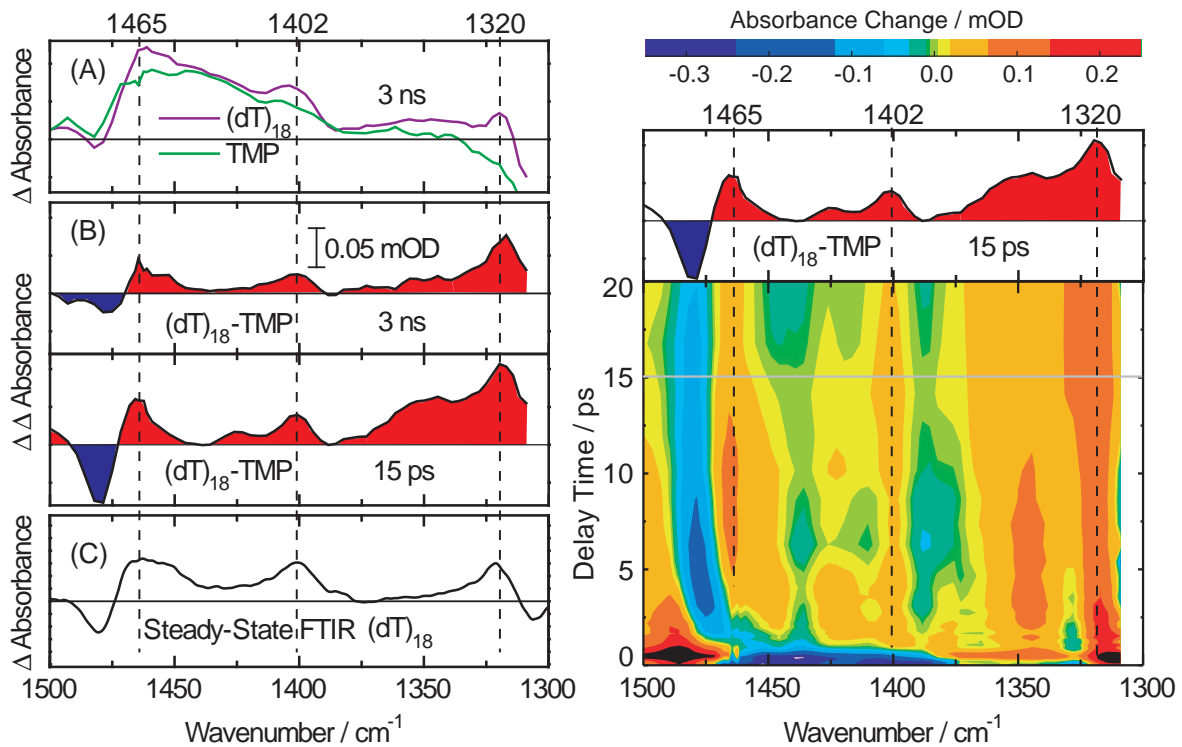 1465 1402 1320
(A)
3 ns
(dT)18
TMP
Δ Absorbance
(B)
0.05 mOD
(dT)18-TMP 3 ns
Δ Δ Absorbance
(dT)18-TMP 15 ps
(C)
Steady-State FTIR (dT)18
Δ Absorbance
1500 1450 1400 1350 1300
Wavenumber / cm-1
Absorbance Change / mOD
-0.3 -0.2 -0.1 0.0 0.1 0.2
1465 1402 1320
(dT)18-TMP 15 ps
20
15
10
5
0
Delay Time / ps
1500 1450 1400 1350 1300
Wavenumber / cm-1